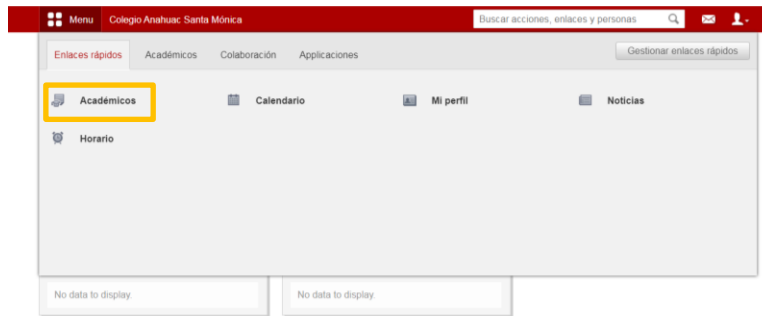 Menu Colegio Anahuac Santa Mónica Buscar acciones, enlaces y personas
Enlaces rápidos Académicos Colaboración Applicaciones Gestionar enlaces rápidos
Académicos Calendario Mi perfil Noticias
Horario
No data to display. No data to display.